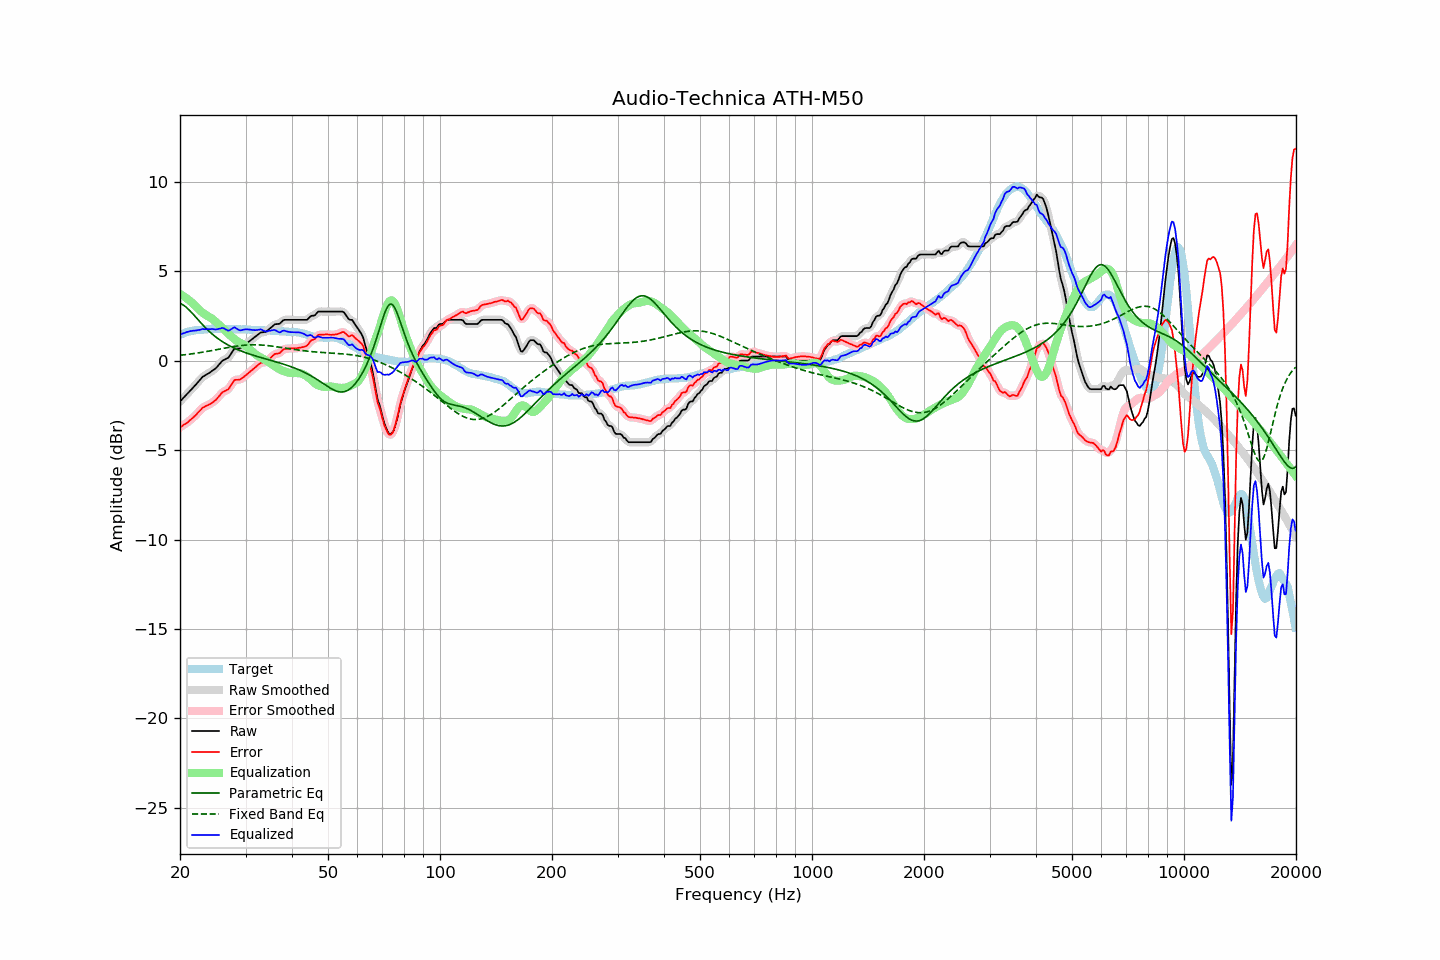 Audio-Technica ATH-M50
Amplitude (dBr)
10
5
0
−5
−10
−15
−20
−25
Target
Raw Smoothed
Error Smoothed
Raw
Error
Equalization
Parametric Eq
Fixed Band Eq
Equalized
20 50 100 200 500 1000 2000 5000 10000 20000
Frequency (Hz)